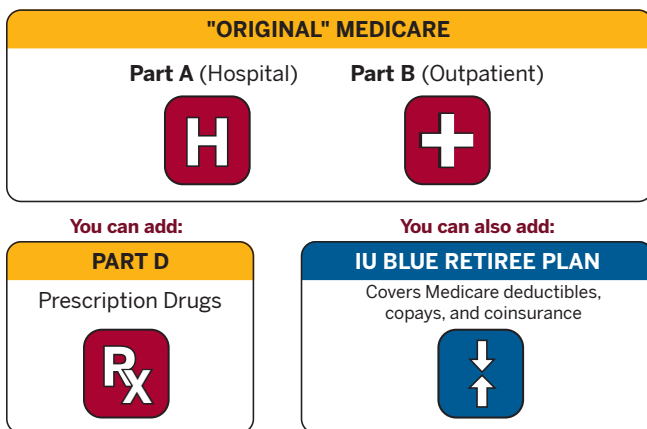 "ORIGINAL" MEDICARE
Part A (Hospital) Part B (Outpatient)
H
You can add:
PART D
Prescription Drugs
Rx
You can also add:
IU BLUE RETIREE PLAN
Covers Medicare deductibles,
copays, and coinsurance